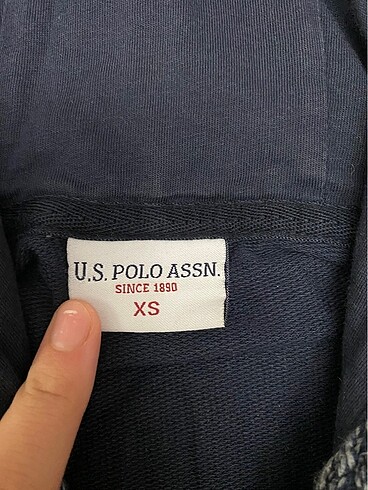 U.S. POLO ASSN.
SINCE 1890
XS